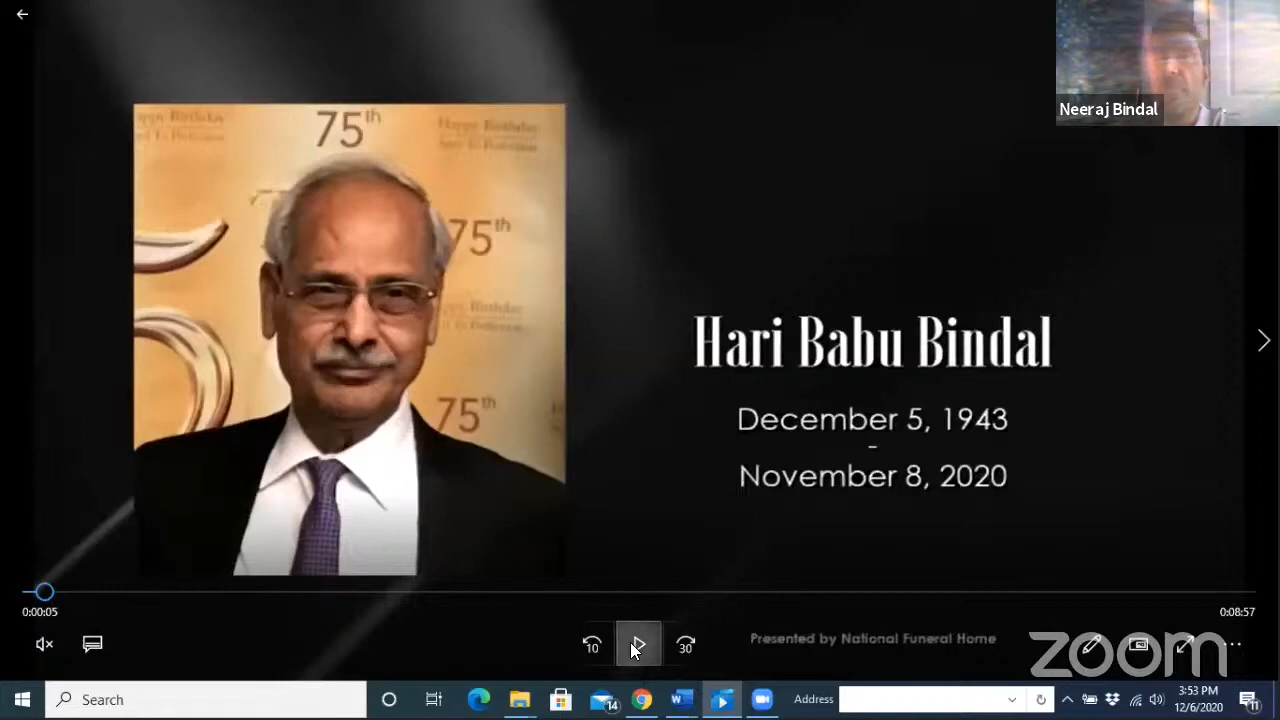 Neeraj Bindal
75th
Happy Birthday
75th
75th
Hari Babu Bindal
December 5, 1943
-
November 8, 2020
0:00:05
0:08:57
10
30
Presented by National Funeral Home
zoom
Search
14
Address
3:53 PM
12/6/2020
11